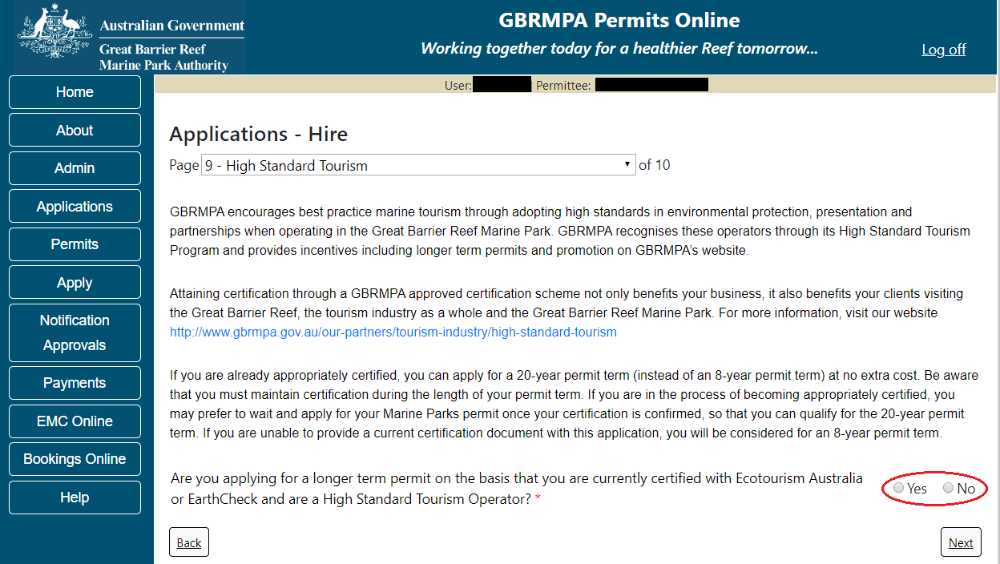 Australian Government
Great Barrier Reef
Marine Park Authority
GBRMPA Permits Online
Working together today for a healthier Reef tomorrow...
Log off
Home
About
Admin
Applications
Permits
Apply
Notification
Approvals
Payments
EMC Online
Bookings Online
Help
User: Permittee:
Applications - Hire
Page 9 - High Standard Tourism of 10
GBRMPA encourages best practice marine tourism through adopting high standards in environmental protection, presentation and
partnerships when operating in the Great Barrier Reef Marine Park. GBRMPA recognises these operators through its High Standard Tourism
Program and provides incentives including longer term permits and promotion on GBRMPA's website.
Attaining certification through a GBRMPA approved certification scheme not only benefits your business, it also benefits your clients visiting
the Great Barrier Reef, the tourism industry as a whole and the Great Barrier Reef Marine Park. For more information, visit our website
http://www.gbrmpa.gov.au/our-partners/tourism-industry/high-standard-tourism
If you are already appropriately certified, you can apply for a 20-year permit term (instead of an 8-year permit term) at no extra cost. Be aware
that you must maintain certification during the length of your permit term. If you are in the process of becoming appropriately certified, you
may prefer to wait and apply for your Marine Parks permit once your certification is confirmed, so that you can qualify for the 20-year permit
term. If you are unable to provide a current certification document with this application, you will be considered for an 8-year permit term.
Are you applying for a longer term permit on the basis that you are currently certified with Ecotourism Australia
or EarthCheck and are a High Standard Tourism Operator? *
Yes No
Back
Next